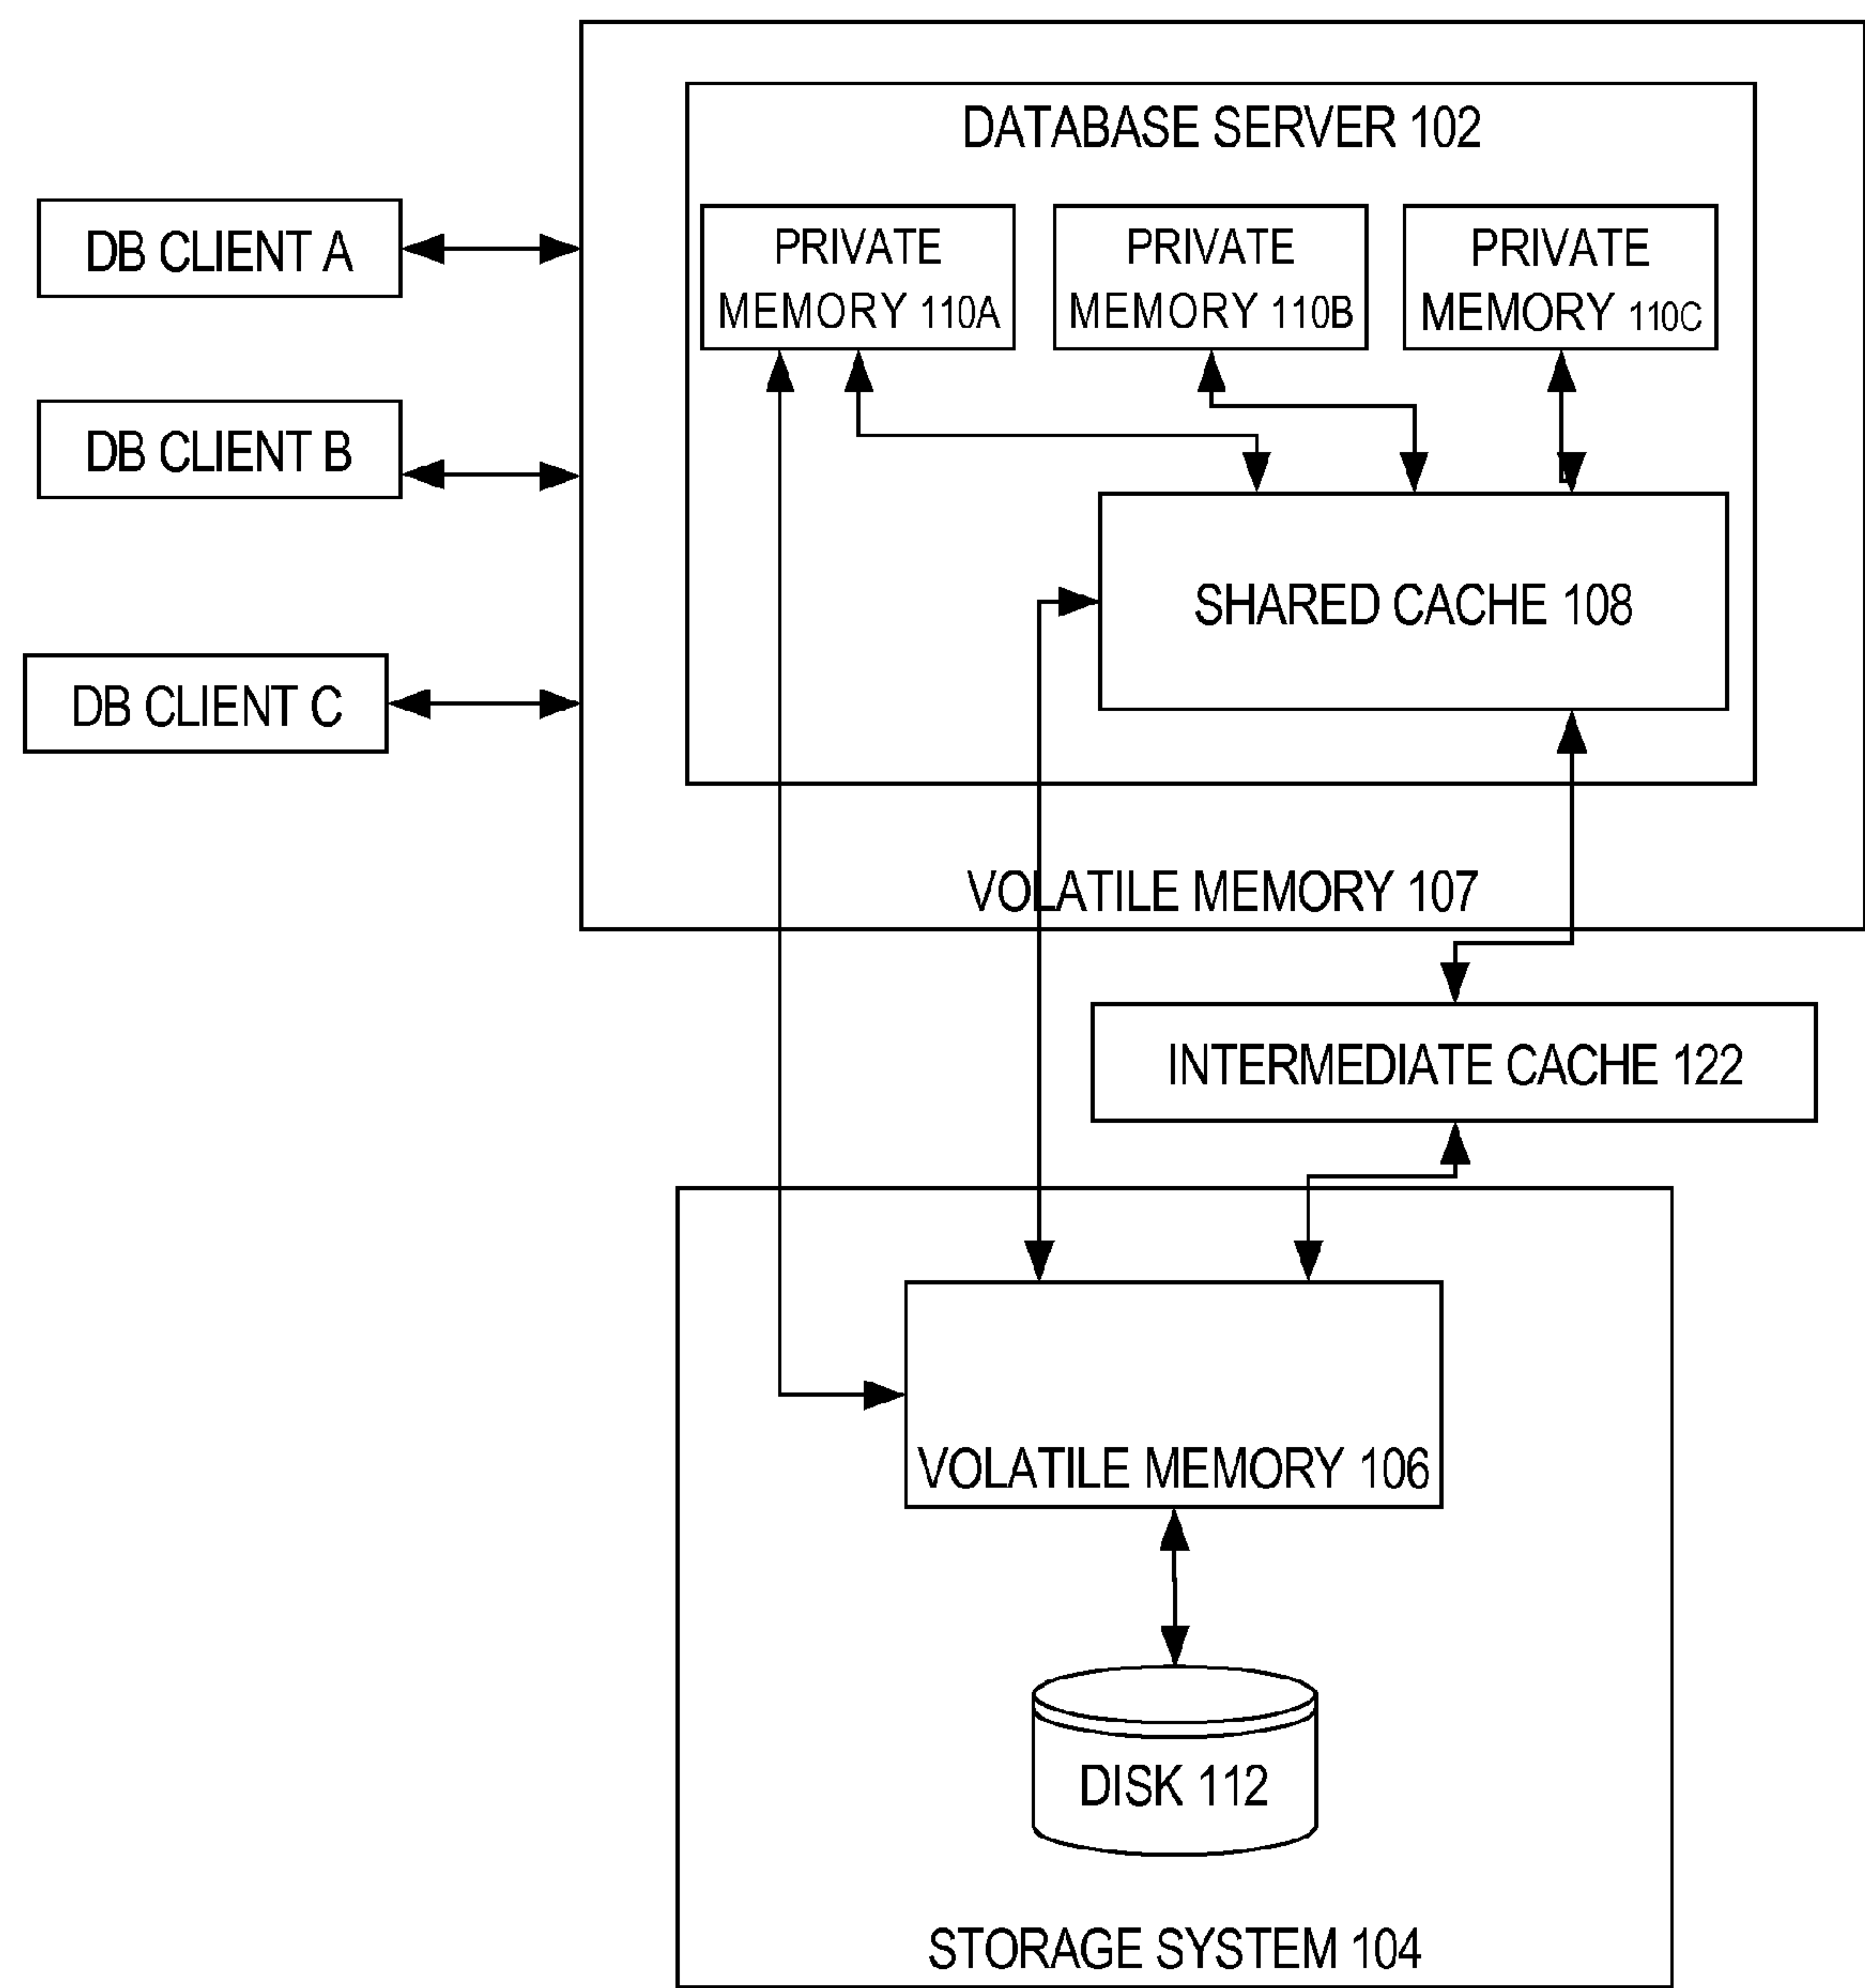 DATABASE SERVER 102
DB CLIENT A
PRIVATE
MEMORY 110A
PRIVATE
MEMORY 110B
PRIVATE
MEMORY 110C
DB CLIENT B
SHARED CACHE 108
DB CLIENT C
VOLATILE MEMORY 107
INTERMEDIATE CACHE 122
VOLATILE MEMORY 106
DISK 112
STORAGE SYSTEM 104